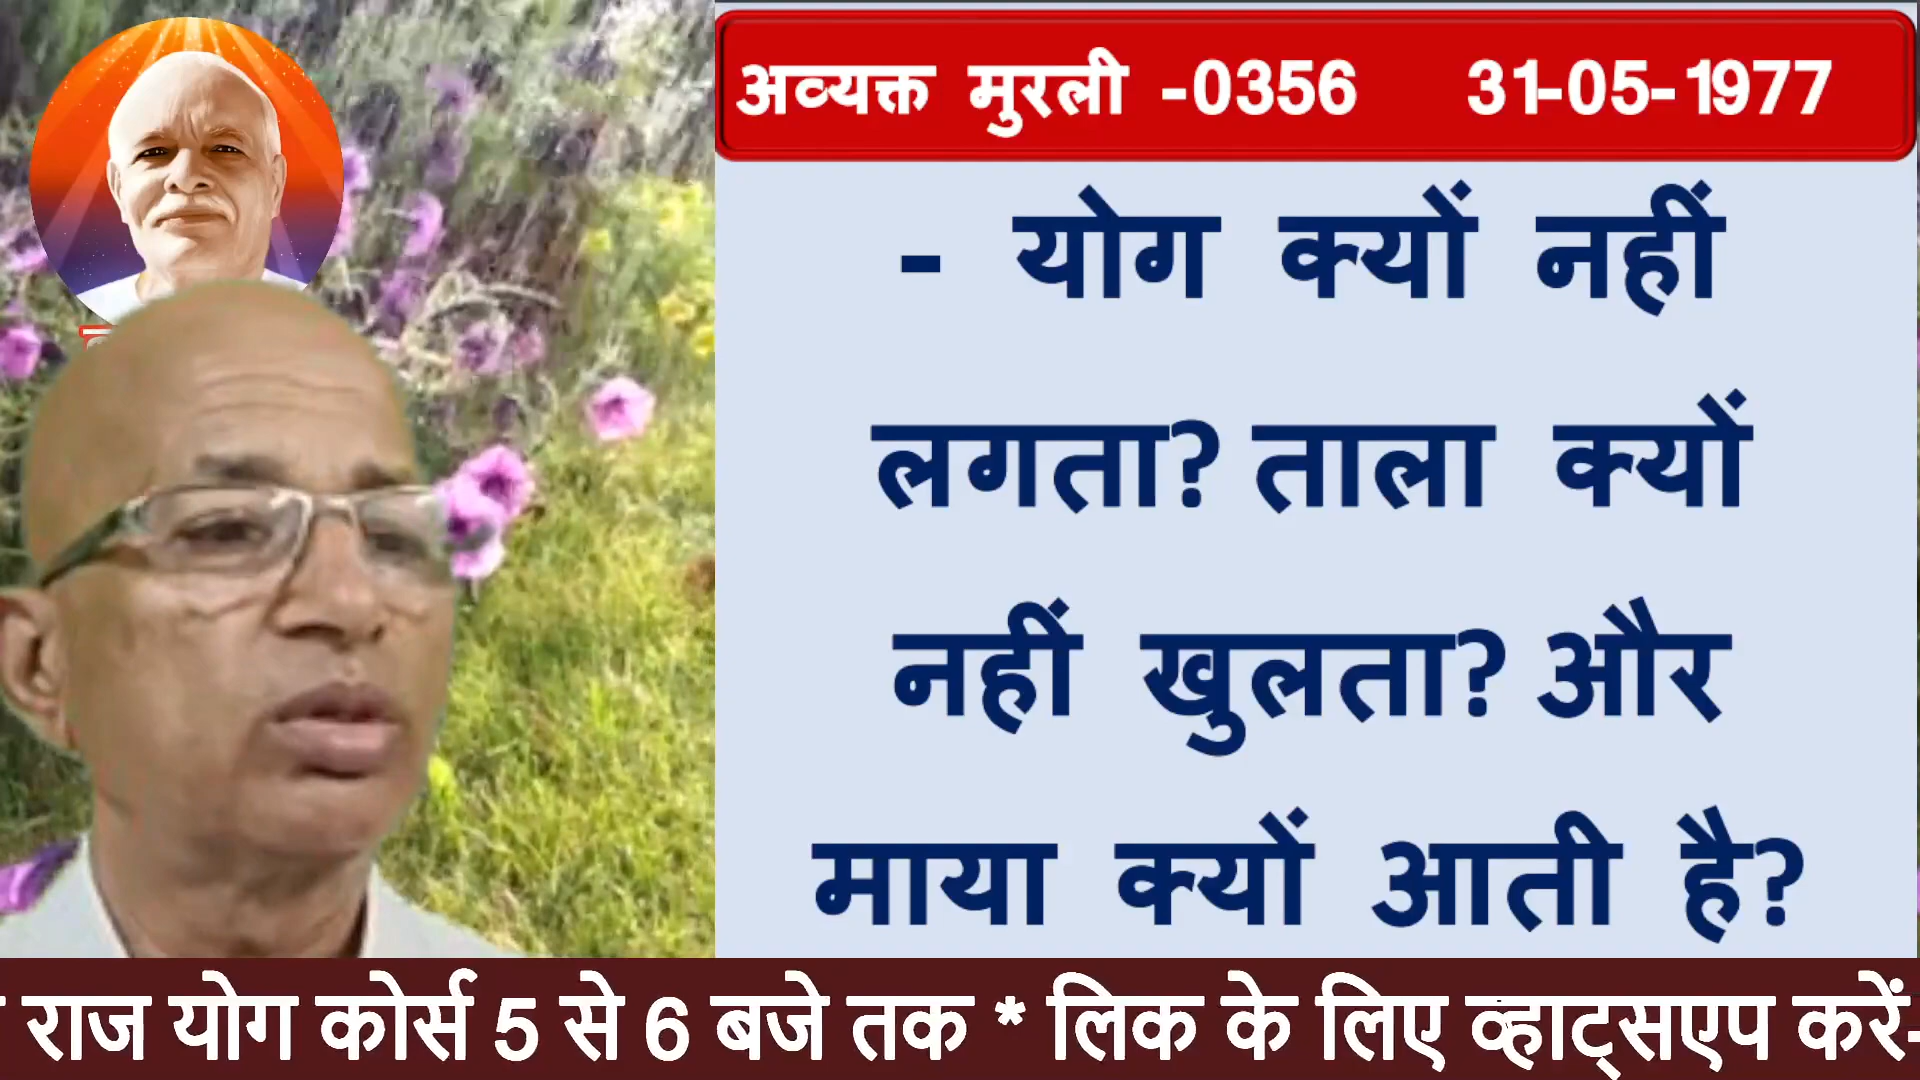 अव्यक्त मुरली -0356 31-05-1977
- योग क्यों नहीं
लगता? ताला क्यों
नहीं खुलता? और
माया क्यों आती है?
राज योग कोर्स 5 से 6 बजे तक * लिंक के लिए व्हाट्सएप करें-